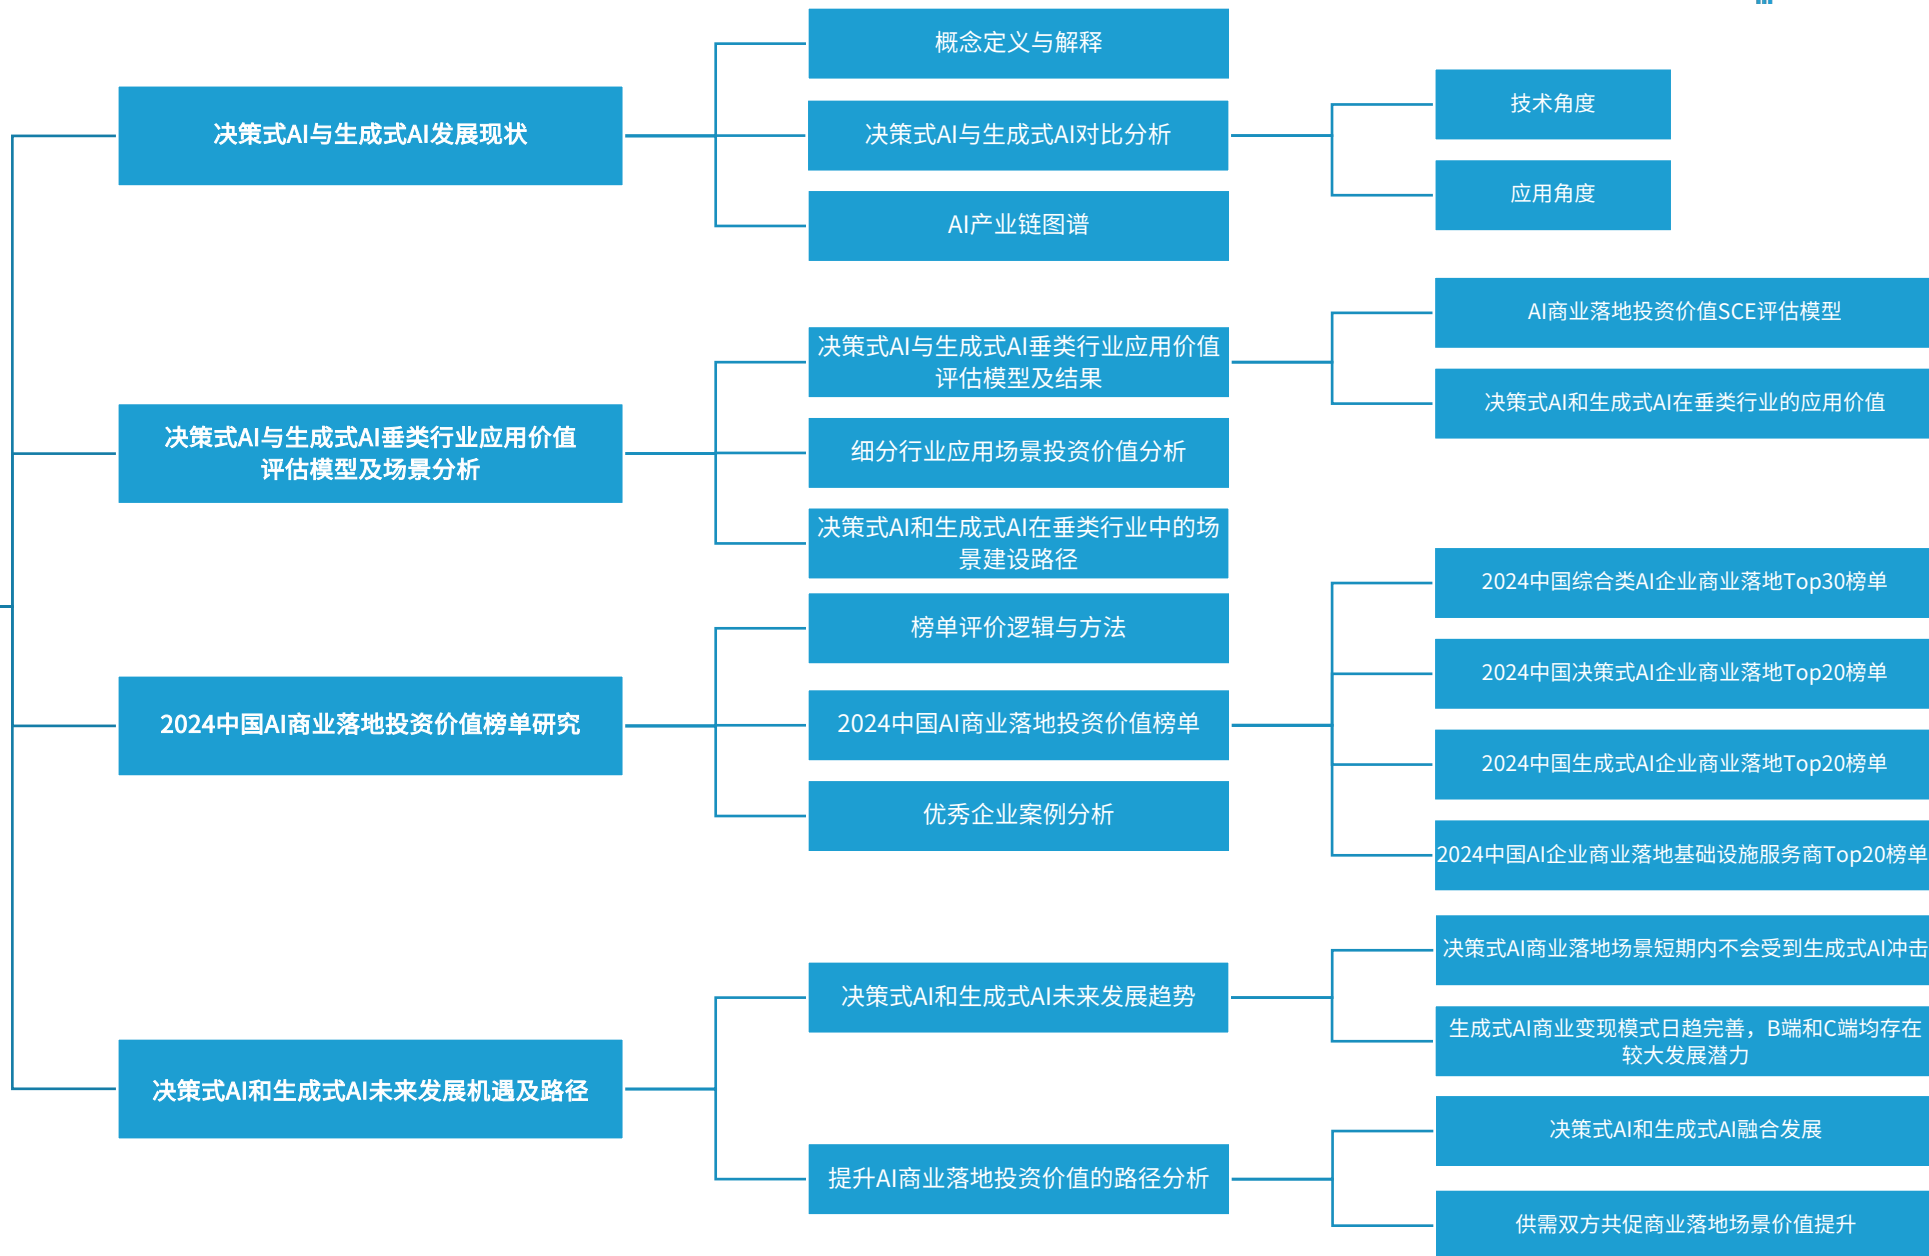 决策式AI与生成式AI发展现状
概念定义与解释
决策式AI与生成式AI对比分析
技术角度
应用角度
AI产业链图谱
决策式AI与生成式AI垂类行业应用价值
评估模型及场景分析
决策式AI与生成式AI垂类行业应用价值
评估模型及结果
AI商业落地投资价值SCE评估模型
决策式AI和生成式AI在垂类行业的应用价值
细分行业应用场景投资价值分析
决策式AI和生成式AI在垂类行业中的场
景建设路径
2024中国AI商业落地投资价值榜单研究
榜单评价逻辑与方法
2024中国AI商业落地投资价值榜单
2024中国综合类AI企业商业落地Top30榜单
2024中国决策式AI企业商业落地Top20榜单
2024中国生成式AI企业商业落地Top20榜单
2024中国AI企业商业落地基础设施服务商Top20榜单
优秀企业案例分析
决策式AI和生成式AI未来发展机遇及路径
决策式AI和生成式AI未来发展趋势
决策式AI商业落地场景短期内不会受到生成式AI冲击
生成式AI商业变现模式日趋完善，B端和C端均存在
较大发展潜力
提升AI商业落地投资价值的路径分析
决策式AI和生成式AI融合发展
供需双方共促商业落地场景价值提升